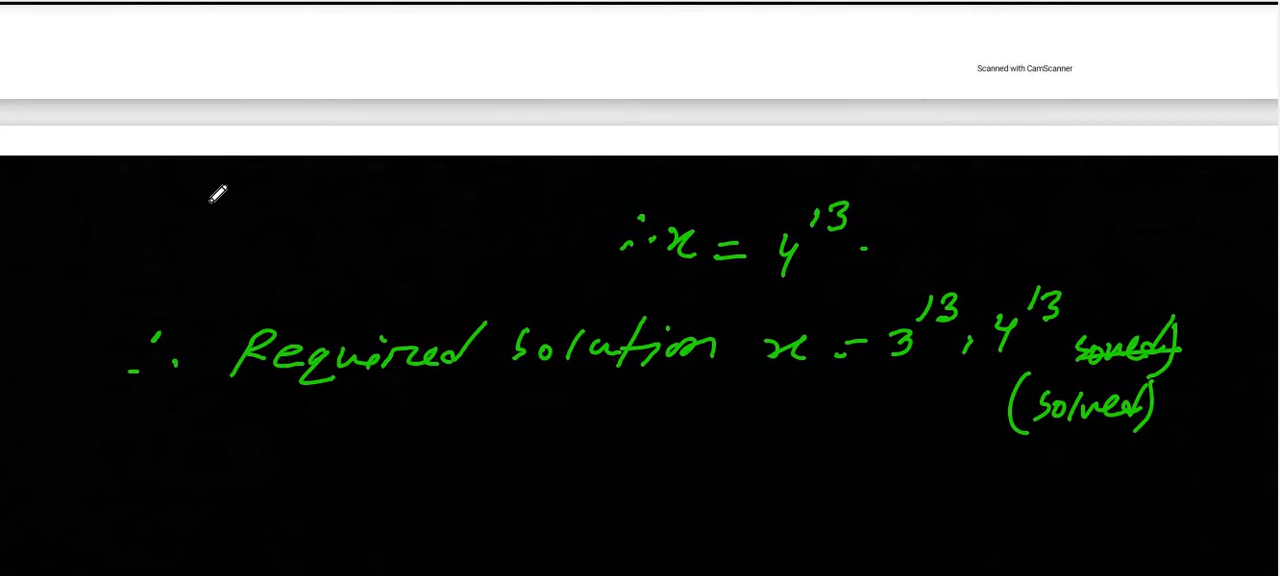 Scanned with CamScanner
∴ x = 4^13.
∴ Required solution x = 3^13, 4^13
(solved)